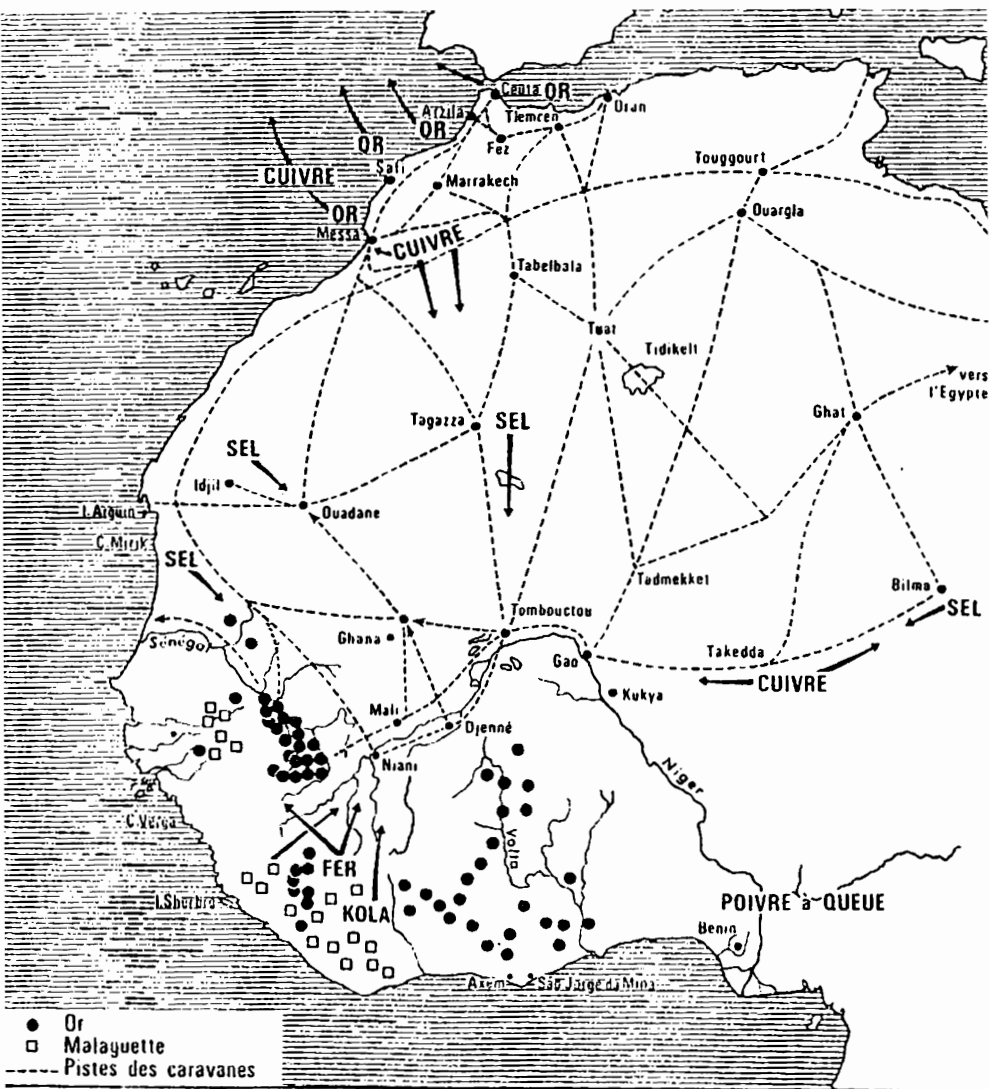 Ceuta OR
Arzila
OR
Tlemcen
Oran
Fez
OR
Safi
CUIVRE
Marrakech
Touggourt
OR
Ouargla
Messa
CUIVRE
Tabelbala
Tuat
Tidikelt
vers
l'Egypte
Ghat
Tagazza
SEL
SEL
Idjil
I. Arguin
Ouadane
C. Mirik
SEL
Tadmekket
Bilma
SEL
Tombouctou
Ghana
Sénégal
Gao
Takedda
CUIVRE
Kukya
Mali
Djenné
Niani
Niger
C. Verga
Volta
FER
I. Sherbro
KOLA
POIVRE à QUEUE
Benin
Axem
São Jorge da Mina
Or
Malaguette
Pistes des caravanes